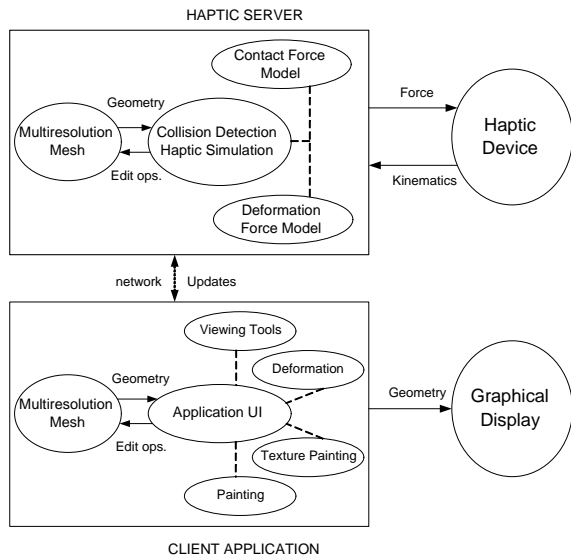 HAPTIC SERVER
Contact Force
Model
Geometry
Multiresolution
Mesh
Collision Detection
Haptic Simulation
Edit ops.
Deformation
Force Model
Force
Haptic
Device
Kinematics
network
Updates
Viewing Tools
Deformation
Geometry
Multiresolution
Mesh
Application UI
Edit ops.
Texture Painting
Painting
Geometry
Graphical
Display
CLIENT APPLICATION